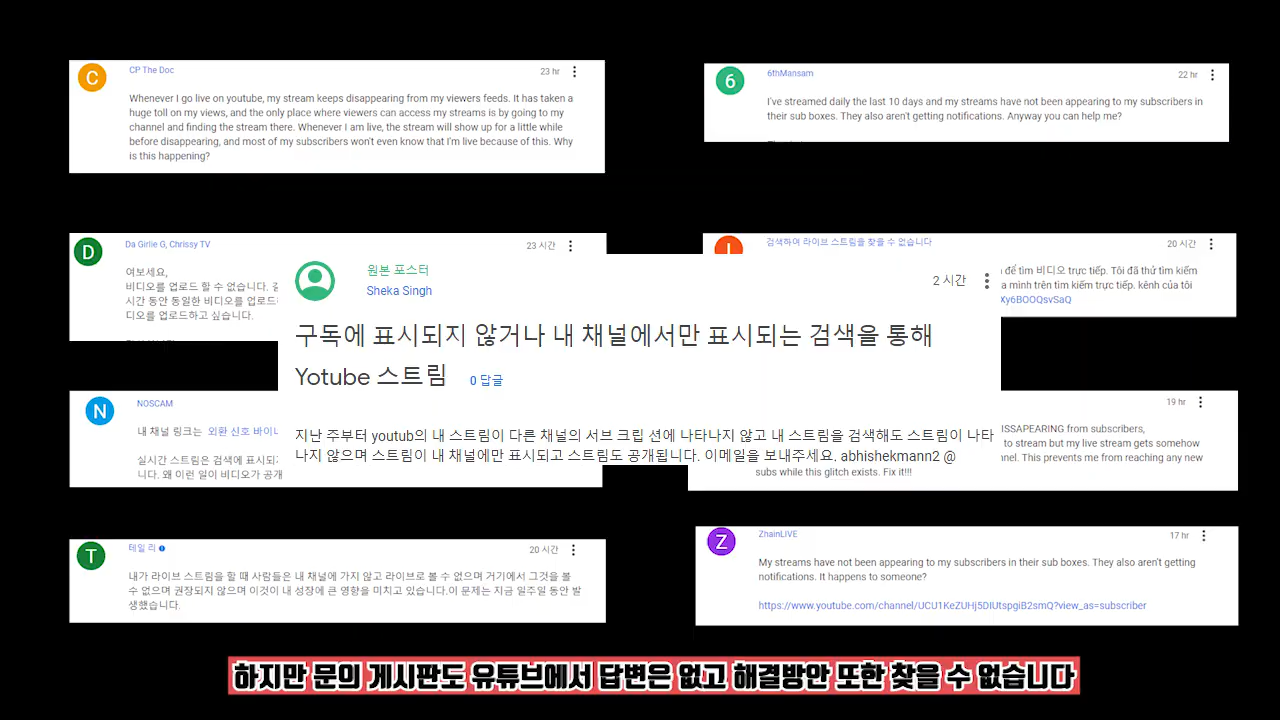 C
CP The Doc
23 hr
Whenever I go live on youtube, my stream keeps disappearing from my viewers feeds. It has taken a
huge toll on my views, and the only place where viewers can access my streams is by going to my
channel and finding the stream there. Whenever I am live, the stream will show up for a little while
before disappearing, and most of my subscribers won't even know that I'm live because of this. Why
is this happening?
6
6thMansam
22 hr
I've streamed daily the last 10 days and my streams have not been appearing to my subscribers in
their sub boxes. They also aren't getting notifications. Anyway you can help me?
D
Da Girlie G, Chrissy TV
23 시간
여보세요,
비디오를 업로드 할 수 없습니다.
시간 동안 동일한 비디오를 업로드
디오를 업로드하고 싶습니다.
검색하여 라이브 스트림을 찾을 수 없습니다
20 시간
để tìm 비디오 trực tiếp. Tôi đã thử tìm kiếm
a mình trên tìm kiếm trực tiếp. kênh của tôi
Xy6BOOQsvSaQ
원본 포스터
Sheka Singh
2 시간
구독에 표시되지 않거나 내 채널에서만 표시되는 검색을 통해
Yotube 스트림 0 답글
지난 주부터 youtub의 내 스트림이 다른 채널의 서브 크립 션에 나타나지 않고 내 스트림을 검색해도 스트림이 나타
나지 않으며 스트림이 내 채널에만 표시되고 스트림도 공개됩니다. 이메일을 보내주세요. abhishekmann2 @
N
NOSCAM
내 채널 링크는 외환 신호 바이너
실시간 스트림은 검색에 표시되지
니다. 왜 이런 일이 비디오가 공개
19 hr
ISSAPEARING from subscribers,
to stream but my live stream gets somehow
nnel. This prevents me from reaching any new
subs while this glitch exists. Fix it!!!
T
테일 리
20 시간
내가 라이브 스트림을 할 때 사람들은 내 채널에 가지 않고 라이브로 볼 수 없으며 거기에서 그것을 볼
수 없으며 권장되지 않으며 이것이 내 성장에 큰 영향을 미치고 있습니다.이 문제는 지금 일주일 동안 발
생했습니다.
Z
ZhainLIVE
17 hr
My streams have not been appearing to my subscribers in their sub boxes. They also aren't getting
notifications. It happens to someone?
https://www.youtube.com/channel/UCU1KeZUHj5DIUtspgiB2smQ?view_as=subscriber
하지만 문의 게시판도 유튜브에서 답변은 없고 해결방안 또한 찾을 수 없습니다